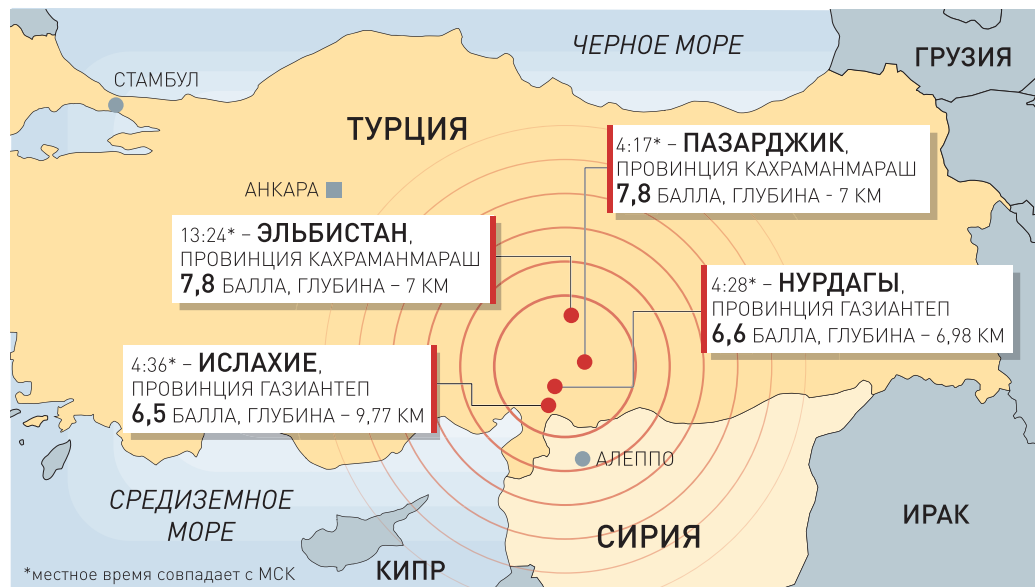 ЧЕРНОЕ МОРЕ
ГРУЗИЯ
СТАМБУЛ
ТУРЦИЯ
4:17* – ПАЗАРДЖИК,
ПРОВИНЦИЯ КАХРАМАНМАРАШ
7,8 БАЛЛА, ГЛУБИНА - 7 КМ
АНКАРА
13:24* – ЭЛЬБИСТАН,
ПРОВИНЦИЯ КАХРАМАНМАРАШ
7,8 БАЛЛА, ГЛУБИНА – 7 КМ
4:28* – НУРДАГЫ,
ПРОВИНЦИЯ ГАЗИАНТЕП
6,6 БАЛЛА, ГЛУБИНА – 6,98 КМ
4:36* – ИСЛАХИЕ,
ПРОВИНЦИЯ ГАЗИАНТЕП
6,5 БАЛЛА, ГЛУБИНА – 9,77 КМ
АЛЕППО
СРЕДИЗЕМНОЕ
МОРЕ
СИРИЯ
ИРАК
КИПР
*местное время совпадает с МСК